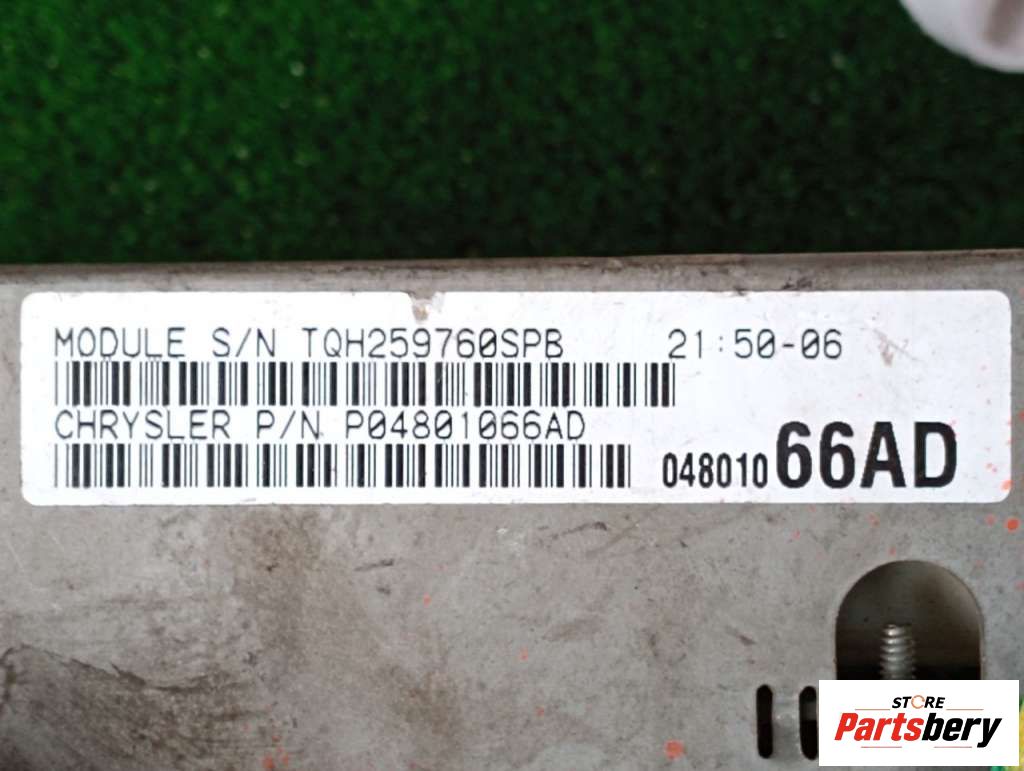 MODULE S/N TQH259760SPB 21:50-06
CHRYSLER P/N P04801066AD
04801066AD
STORE
Partsbery